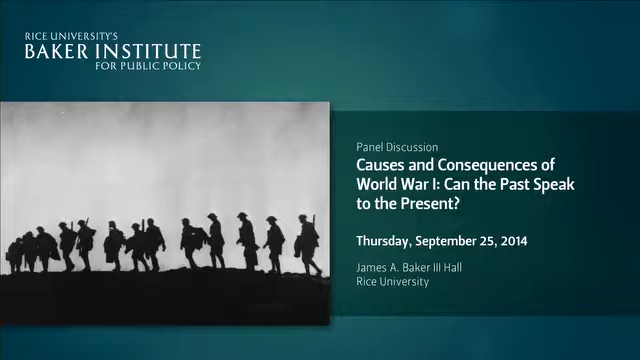 RICE UNIVERSITY'S
BAKER INSTITUTE
FOR PUBLIC POLICY
Panel Discussion
Causes and Consequences of
World War I: Can the Past Speak
to the Present?
Thursday, September 25, 2014
James A. Baker III Hall
Rice University